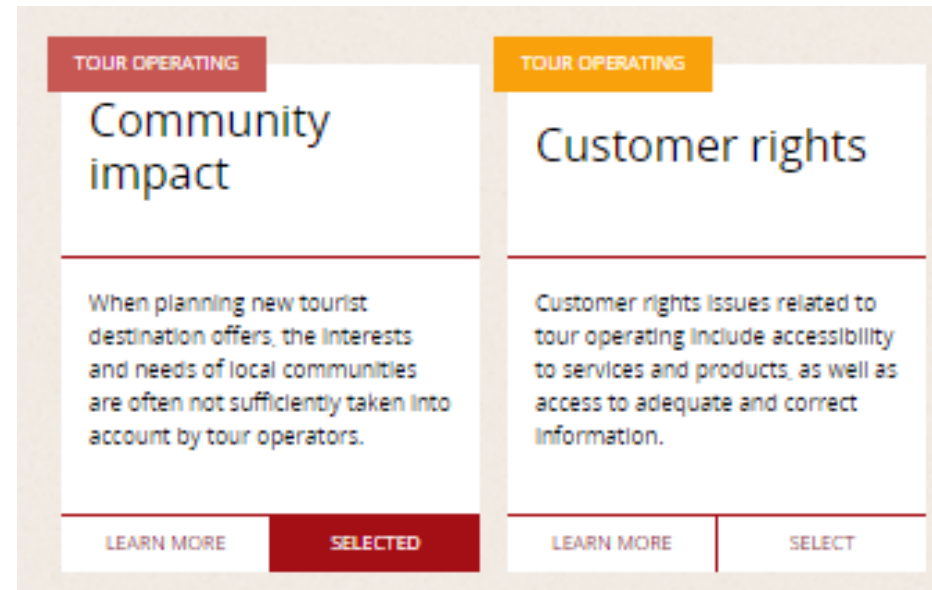 TOUR OPERATING
Community
impact
When planning new tourist
destination offers, the interests
and needs of local communities
are often not sufficiently taken into
account by tour operators.
LEARN MORE
SELECTED
TOUR OPERATING
Customer rights
Customer rights issues related to
tour operating include accessibility
to services and products, as well as
access to adequate and correct
information.
LEARN MORE
SELECT